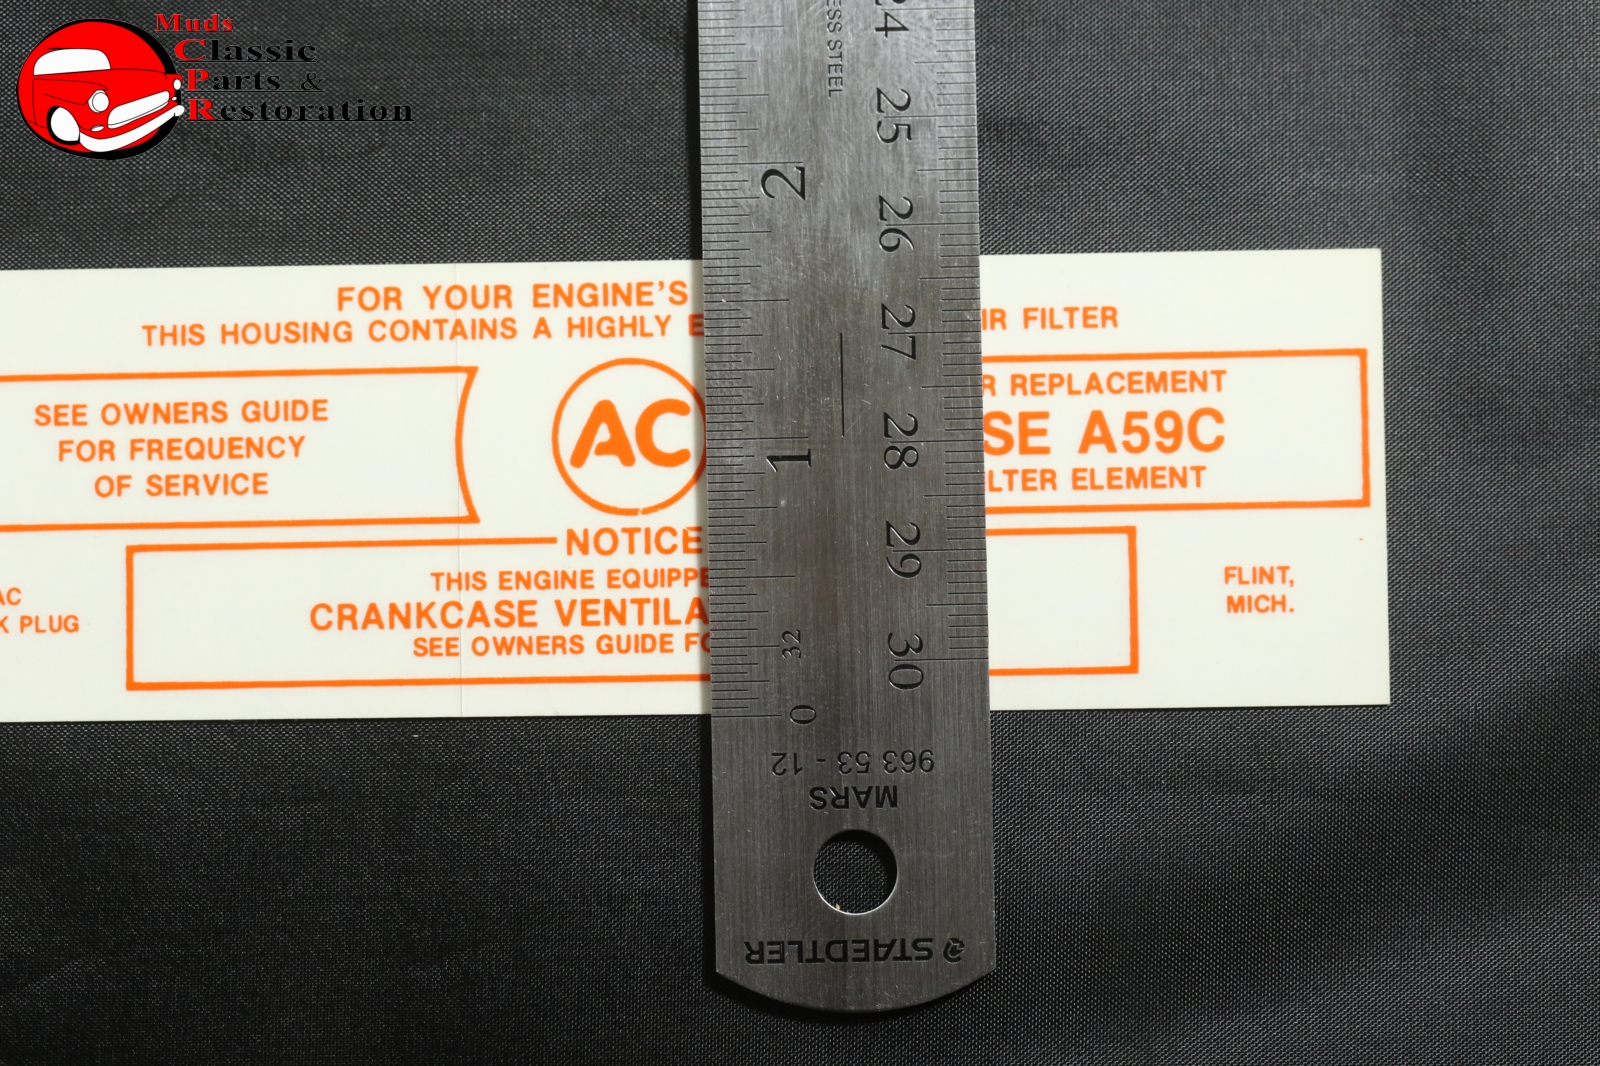 Muds
Classic
Parts &
Restoration
FOR YOUR ENGINE'S
THIS HOUSING CONTAINS A HIGHLY E IR FILTER
SEE OWNERS GUIDE
FOR FREQUENCY
OF SERVICE
AC
R REPLACEMENT
SE A59C
LTER ELEMENT
NOTICE
THIS ENGINE EQUIPPE
CRANKCASE VENTILA
SEE OWNERS GUIDE FO
AC
K PLUG
FLINT,
MICH.
ESS STEEL
24 25 26 27 28 29 30
2 1 32 0
963 53 - 12
MARS
STAEDTLER